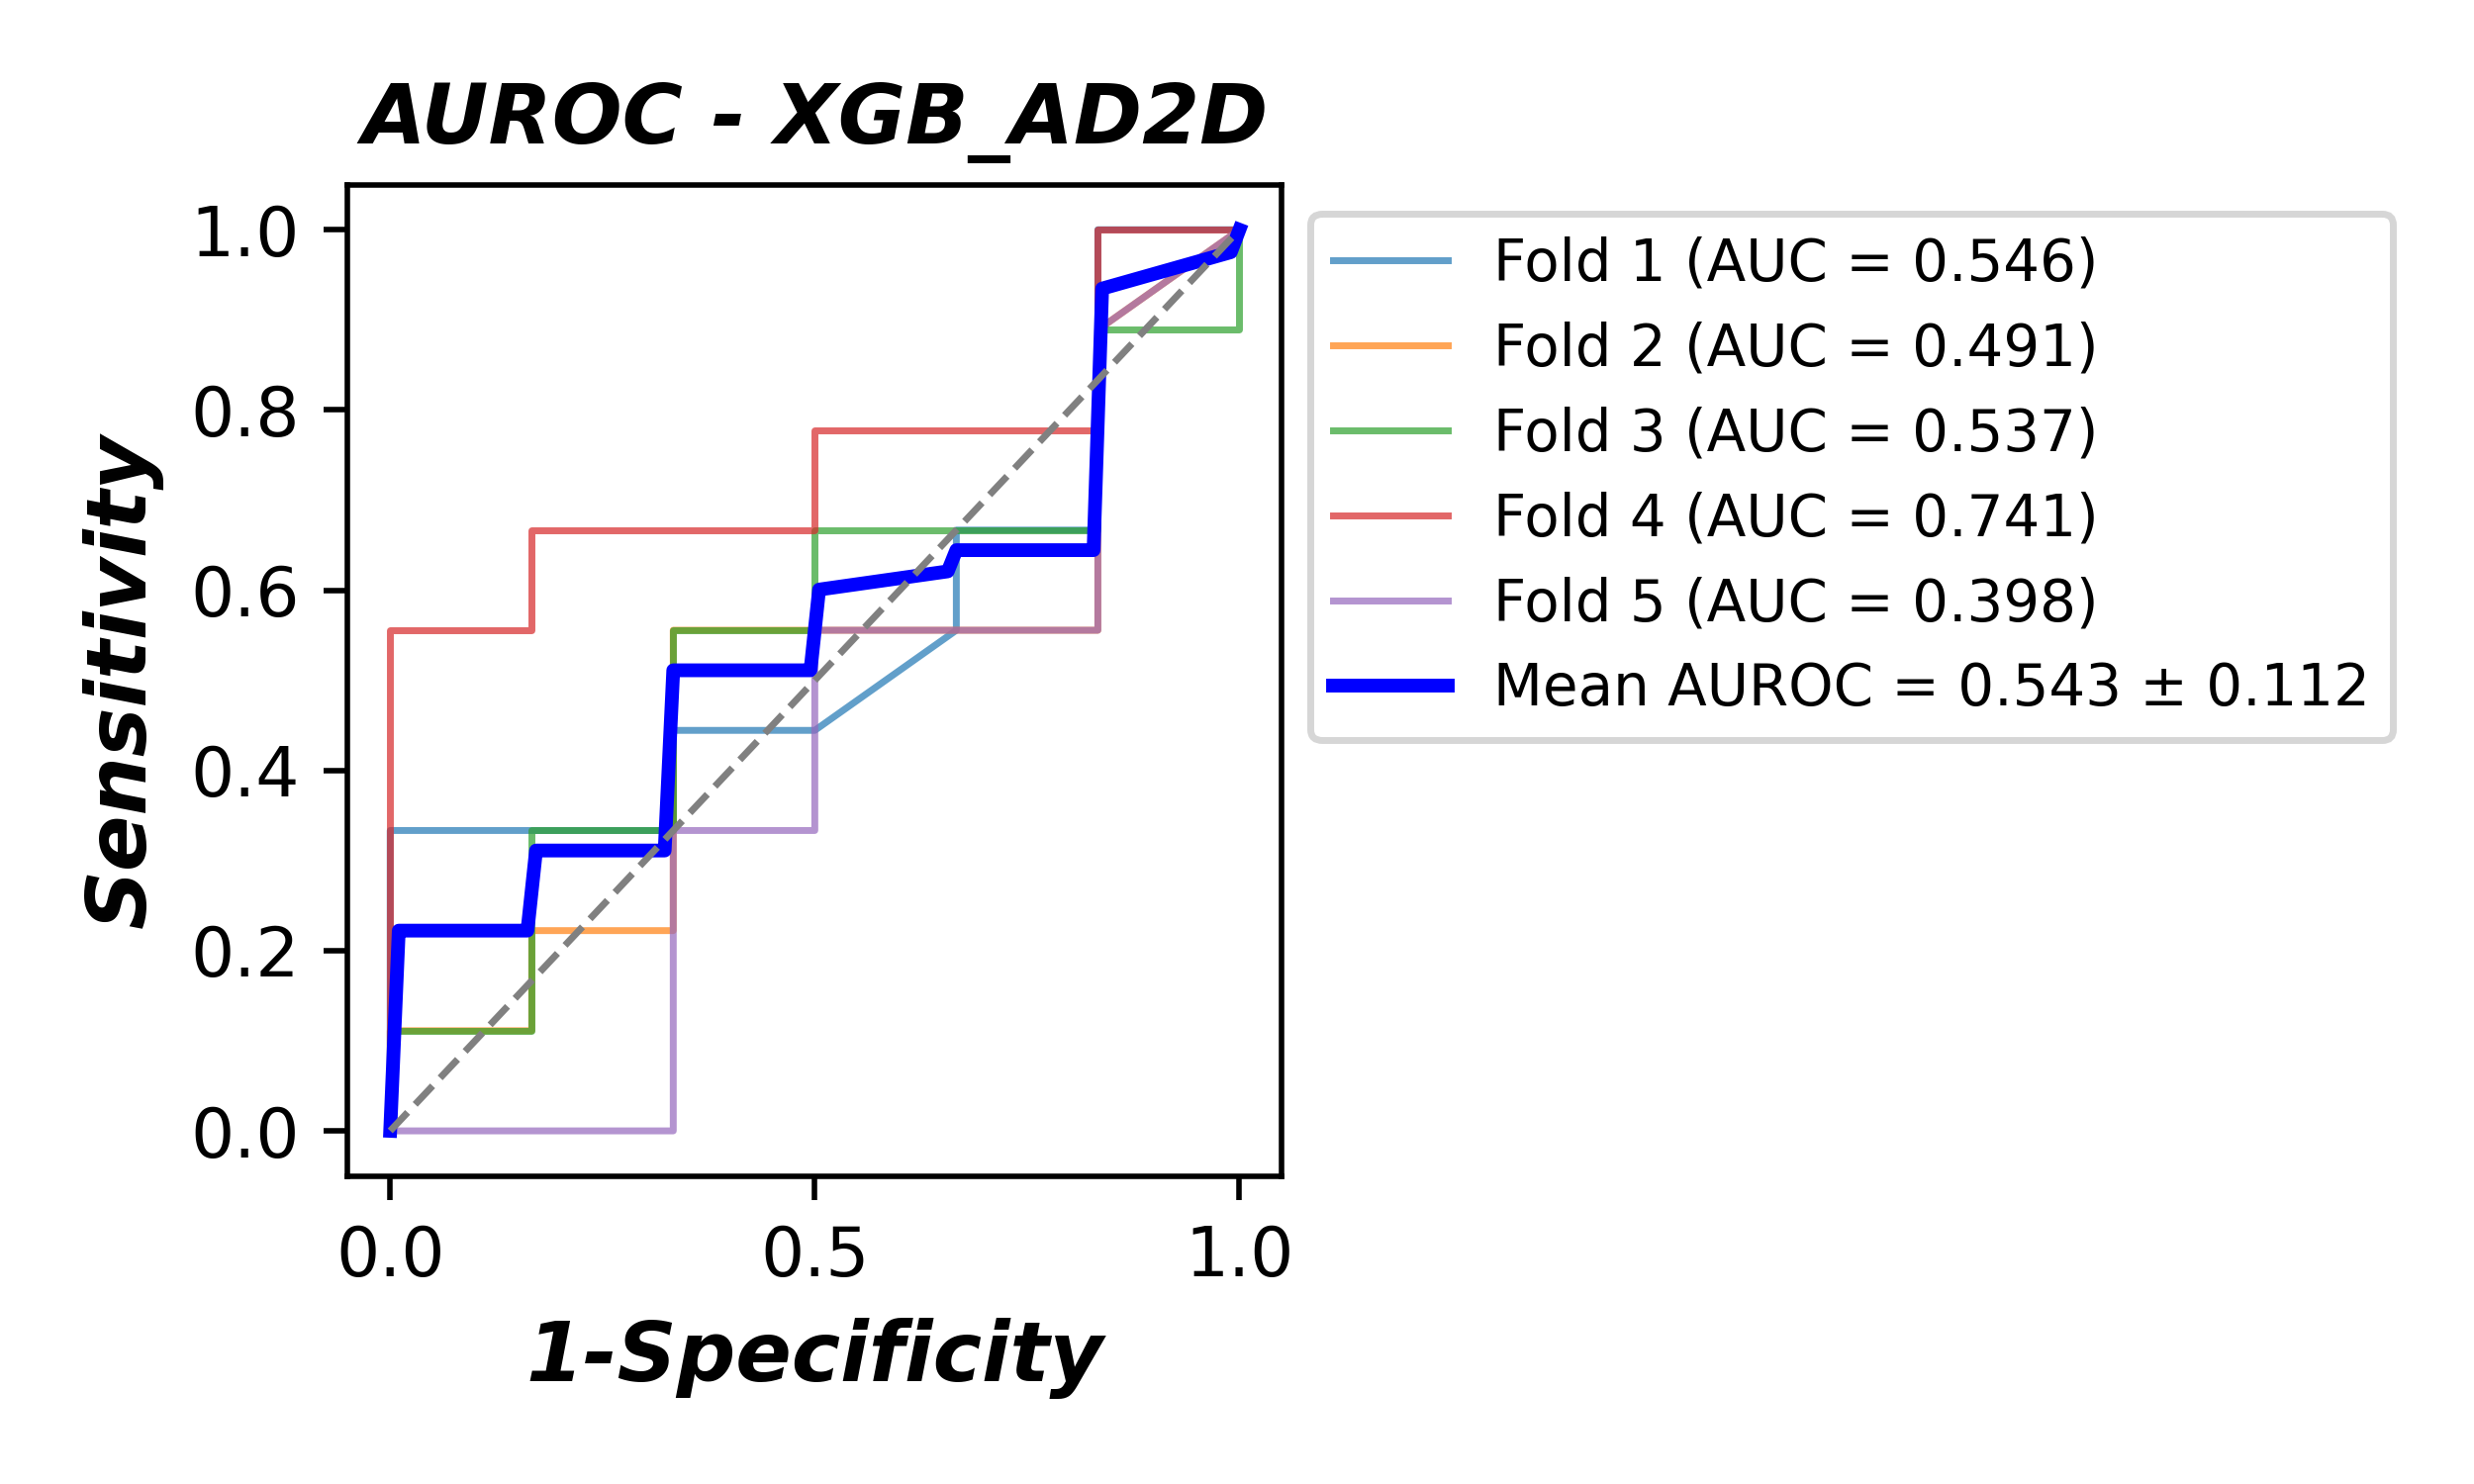 AUROC - XGB_AD2D
Sensitivity
1.0
0.8
0.6
0.4
0.2
0.0
0.0 0.5 1.0
1-Specificity
Fold 1 (AUC = 0.546)
Fold 2 (AUC = 0.491)
Fold 3 (AUC = 0.537)
Fold 4 (AUC = 0.741)
Fold 5 (AUC = 0.398)
Mean AUROC = 0.543 ± 0.112